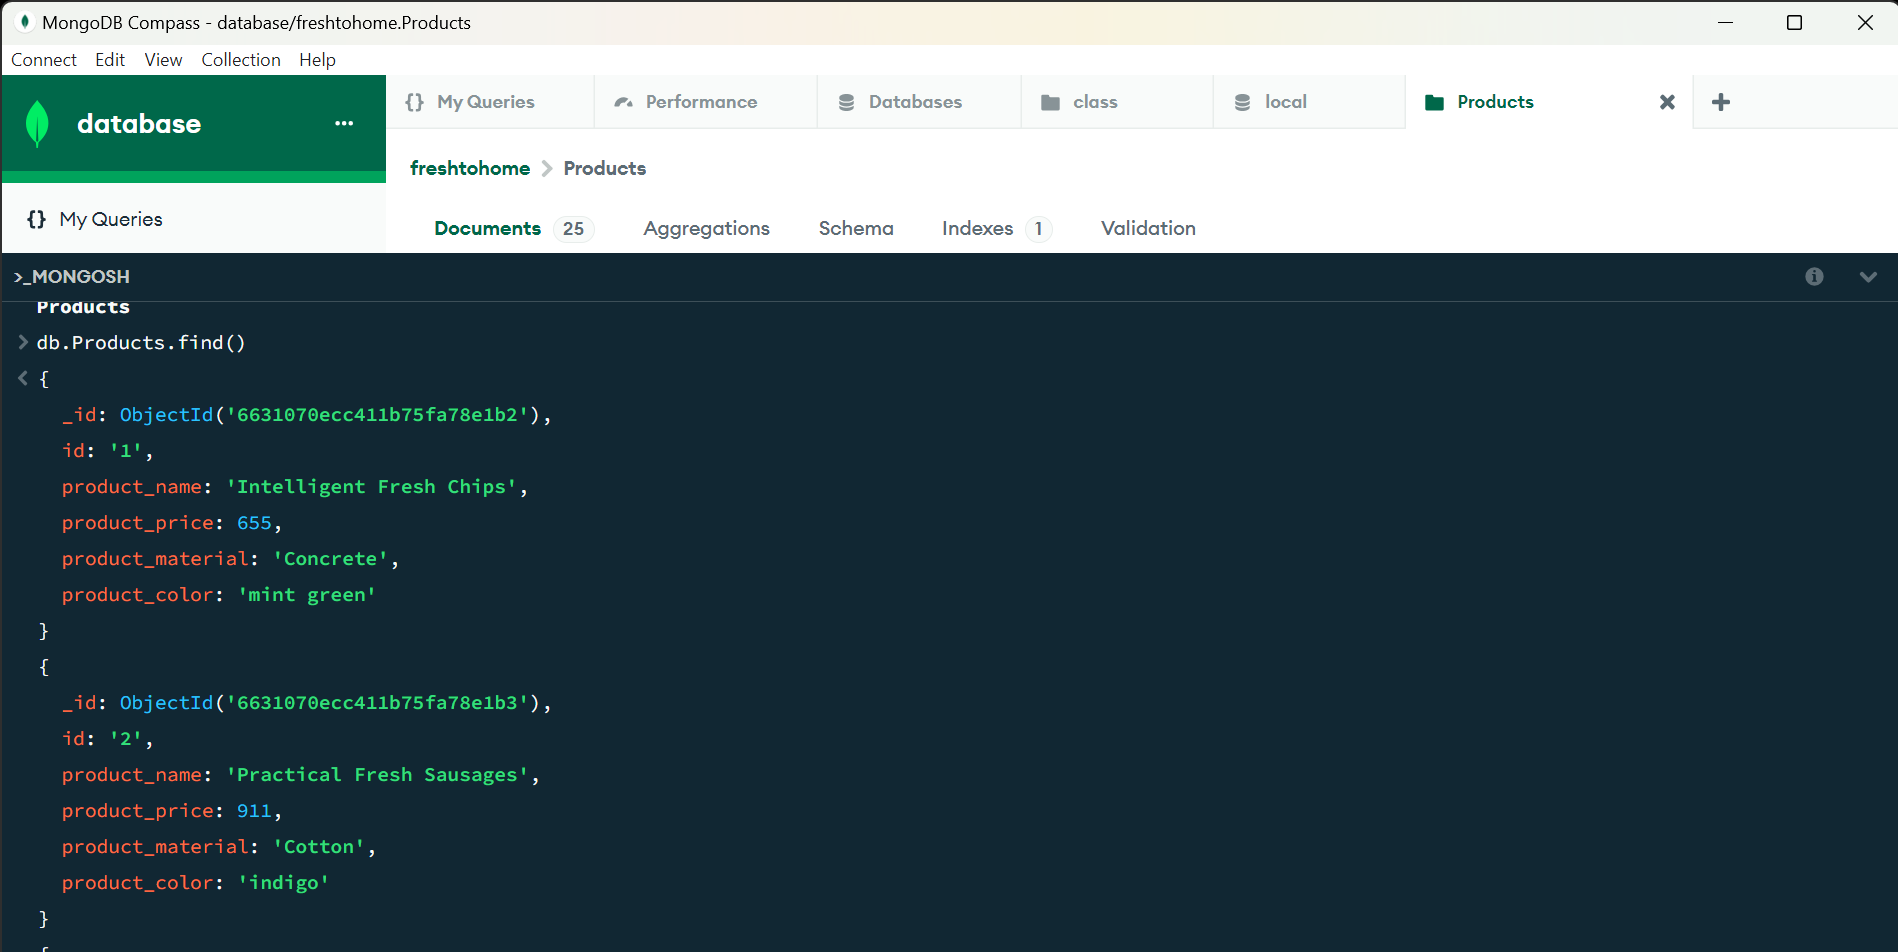 MongoDB Compass - database/freshtohome.Products
Connect Edit View Collection Help
database ...
{} My Queries Performance Databases class local Products
freshtohome > Products
{} My Queries
Documents 25 Aggregations Schema Indexes 1 Validation
>_MONGOSH
Products
> db.Products.find()
< {
_id: ObjectId('6631070ecc411b75fa78e1b2'),
id: '1',
product_name: 'Intelligent Fresh Chips',
product_price: 655,
product_material: 'Concrete',
product_color: 'mint green'
}
{
_id: ObjectId('6631070ecc411b75fa78e1b3'),
id: '2',
product_name: 'Practical Fresh Sausages',
product_price: 911,
product_material: 'Cotton',
product_color: 'indigo'
}
{